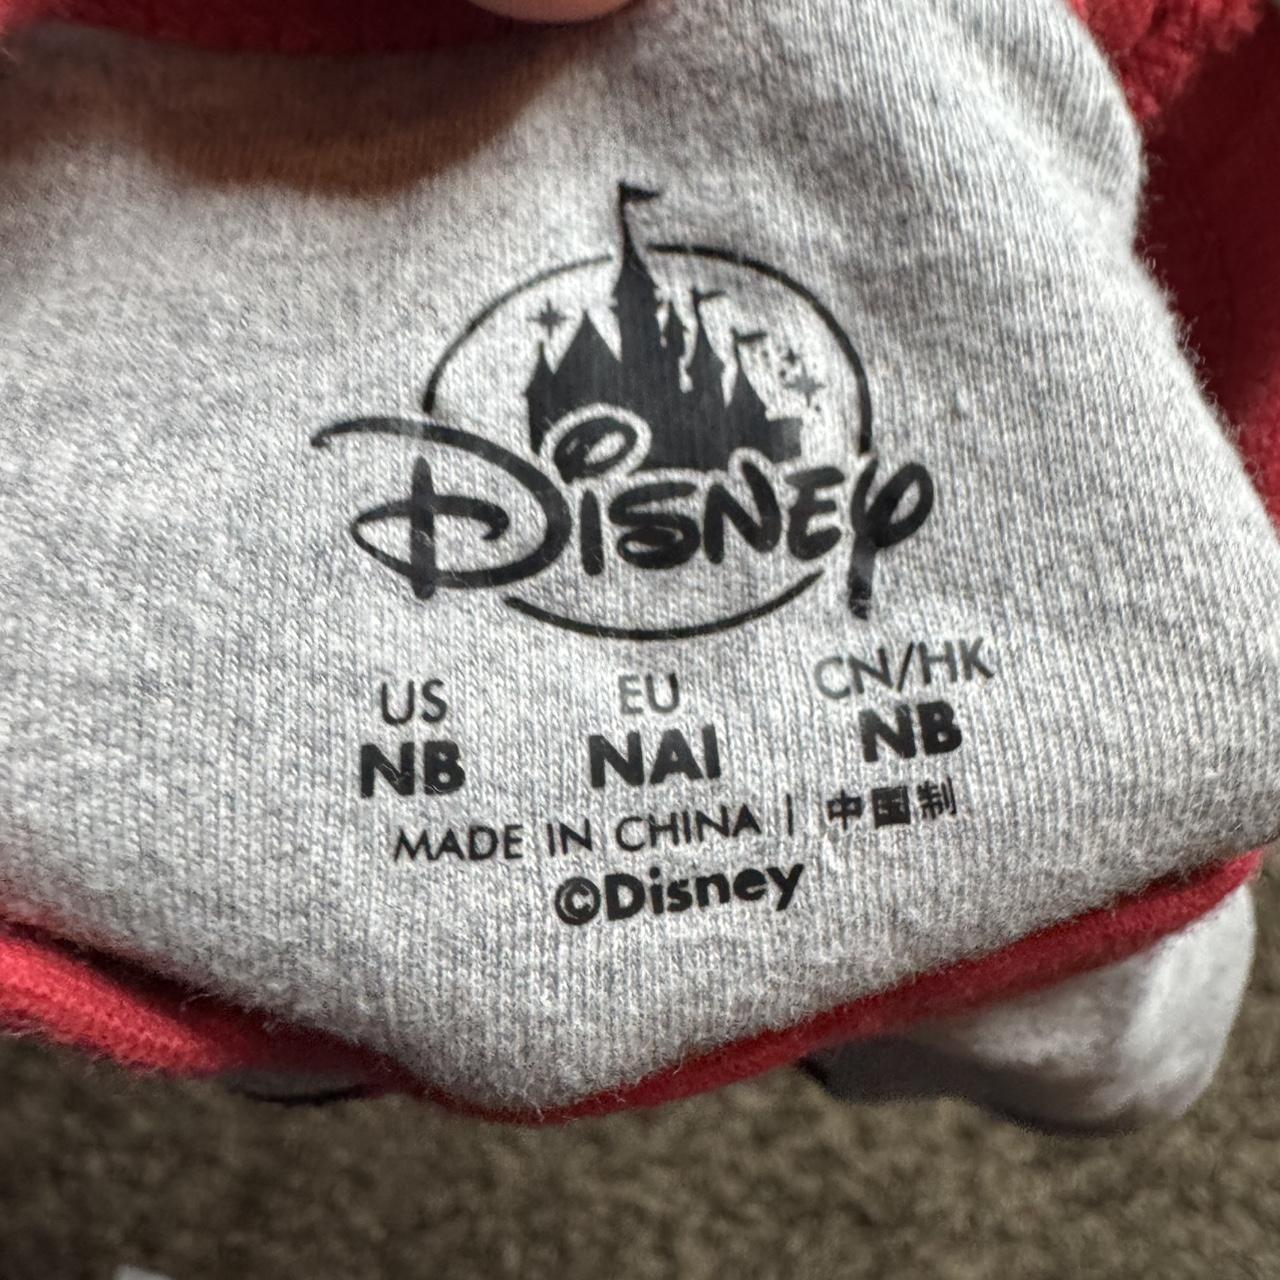 Disney
US EU CN/HK
NB NAI NB
MADE IN CHINA | 中国制
©Disney